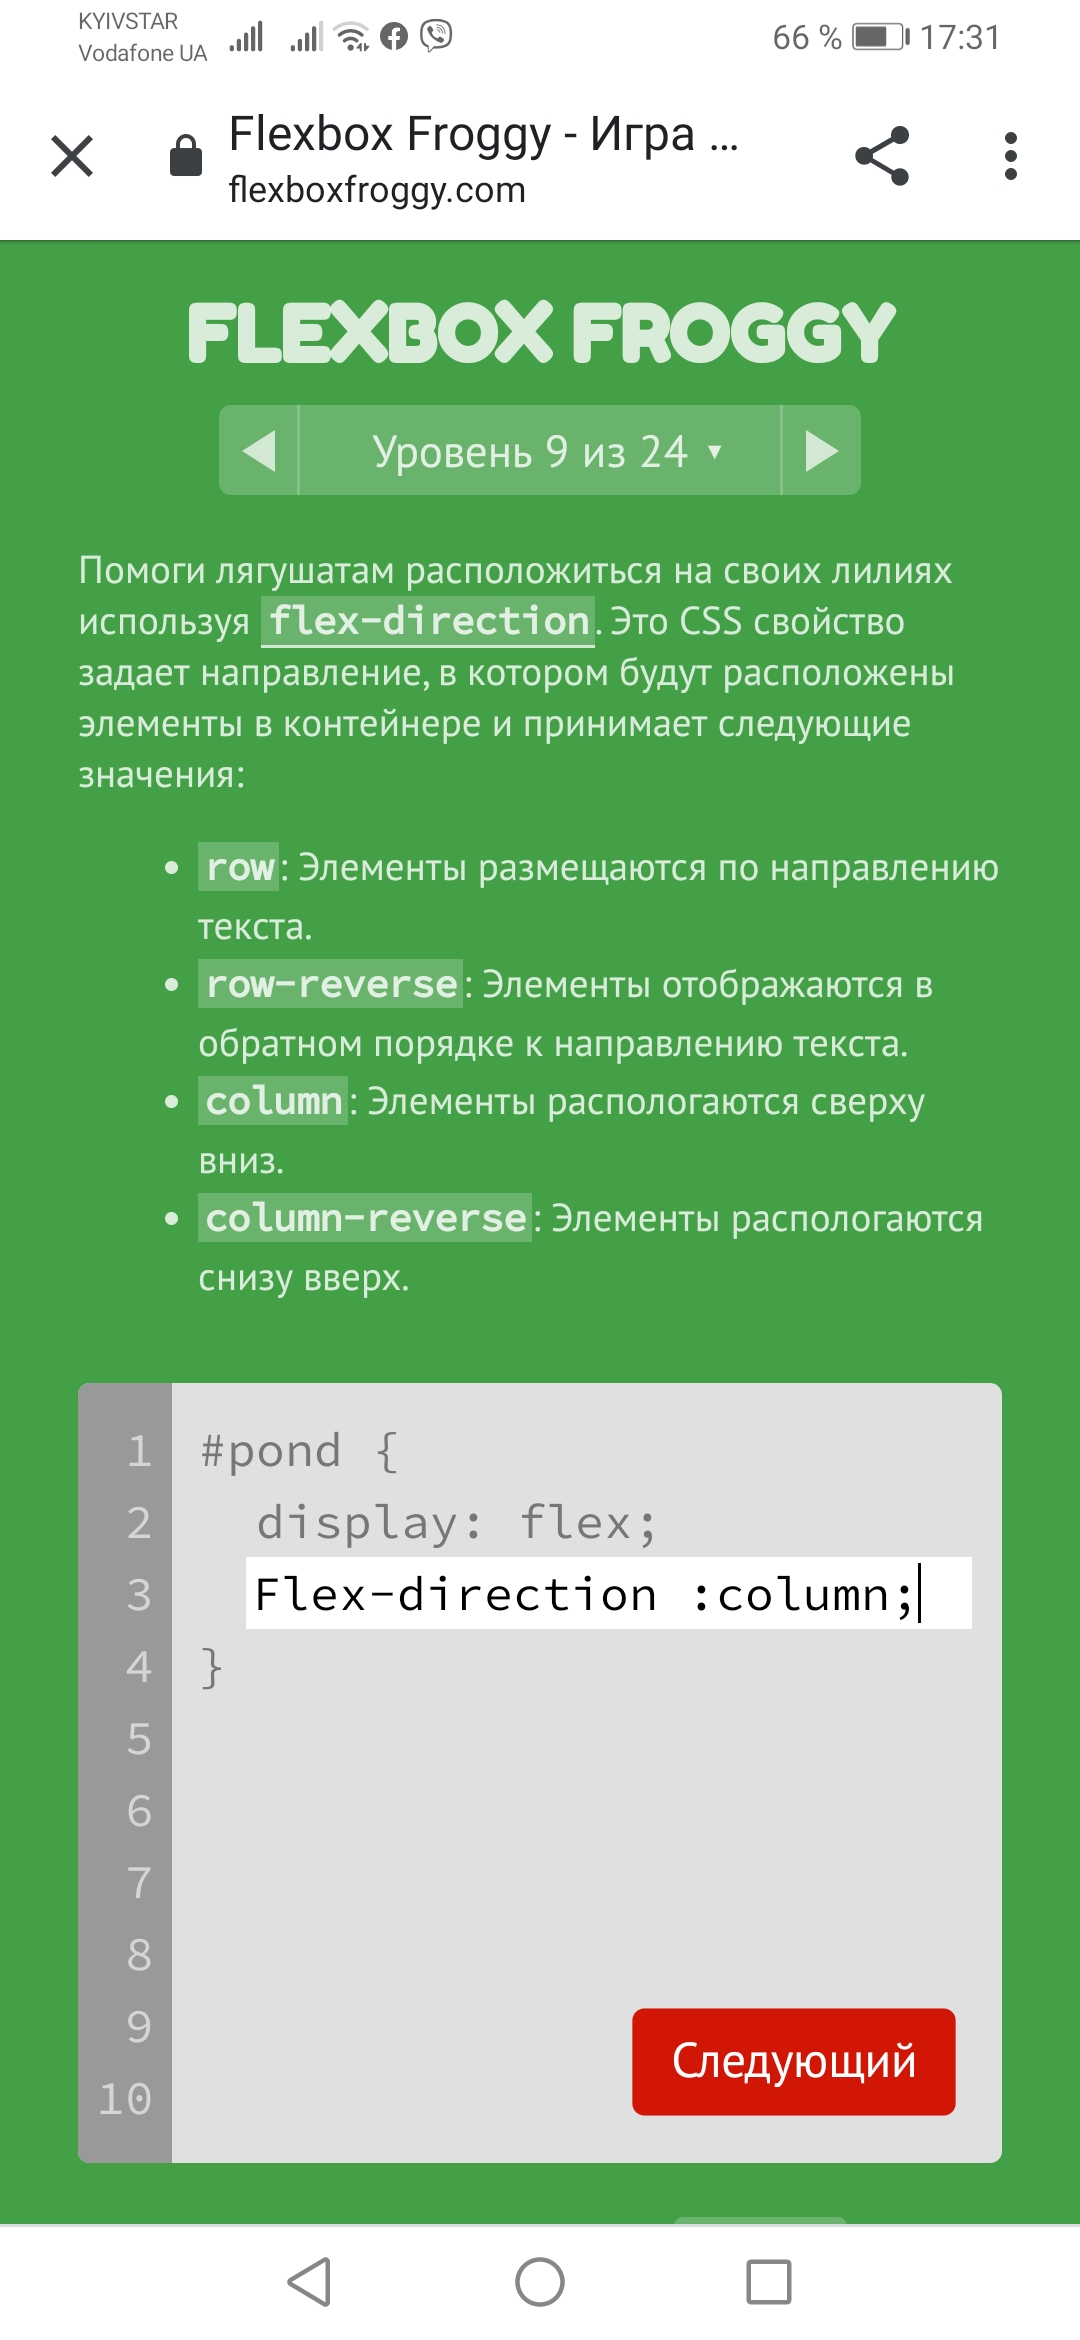 KYIVSTAR
Vodafone UA
66 %
17:31
Flexbox Froggy - Игра ...
flexboxfroggy.com
FLEXBOX FROGGY
Уровень 9 из 24 ▼
Помоги лягушатам расположиться на своих лилиях
используя flex-direction. Это CSS свойство
задает направление, в котором будут расположены
элементы в контейнере и принимает следующие
значения:
• row: Элементы размещаются по направлению
текста.
• row-reverse: Элементы отображаются в
обратном порядке к направлению текста.
• column: Элементы распологаются сверху
вниз.
• column-reverse: Элементы распологаются
снизу вверх.
1 #pond {
2 display: flex;
3 Flex-direction :column;
4 }
5
6
7
8
9
10
Следующий